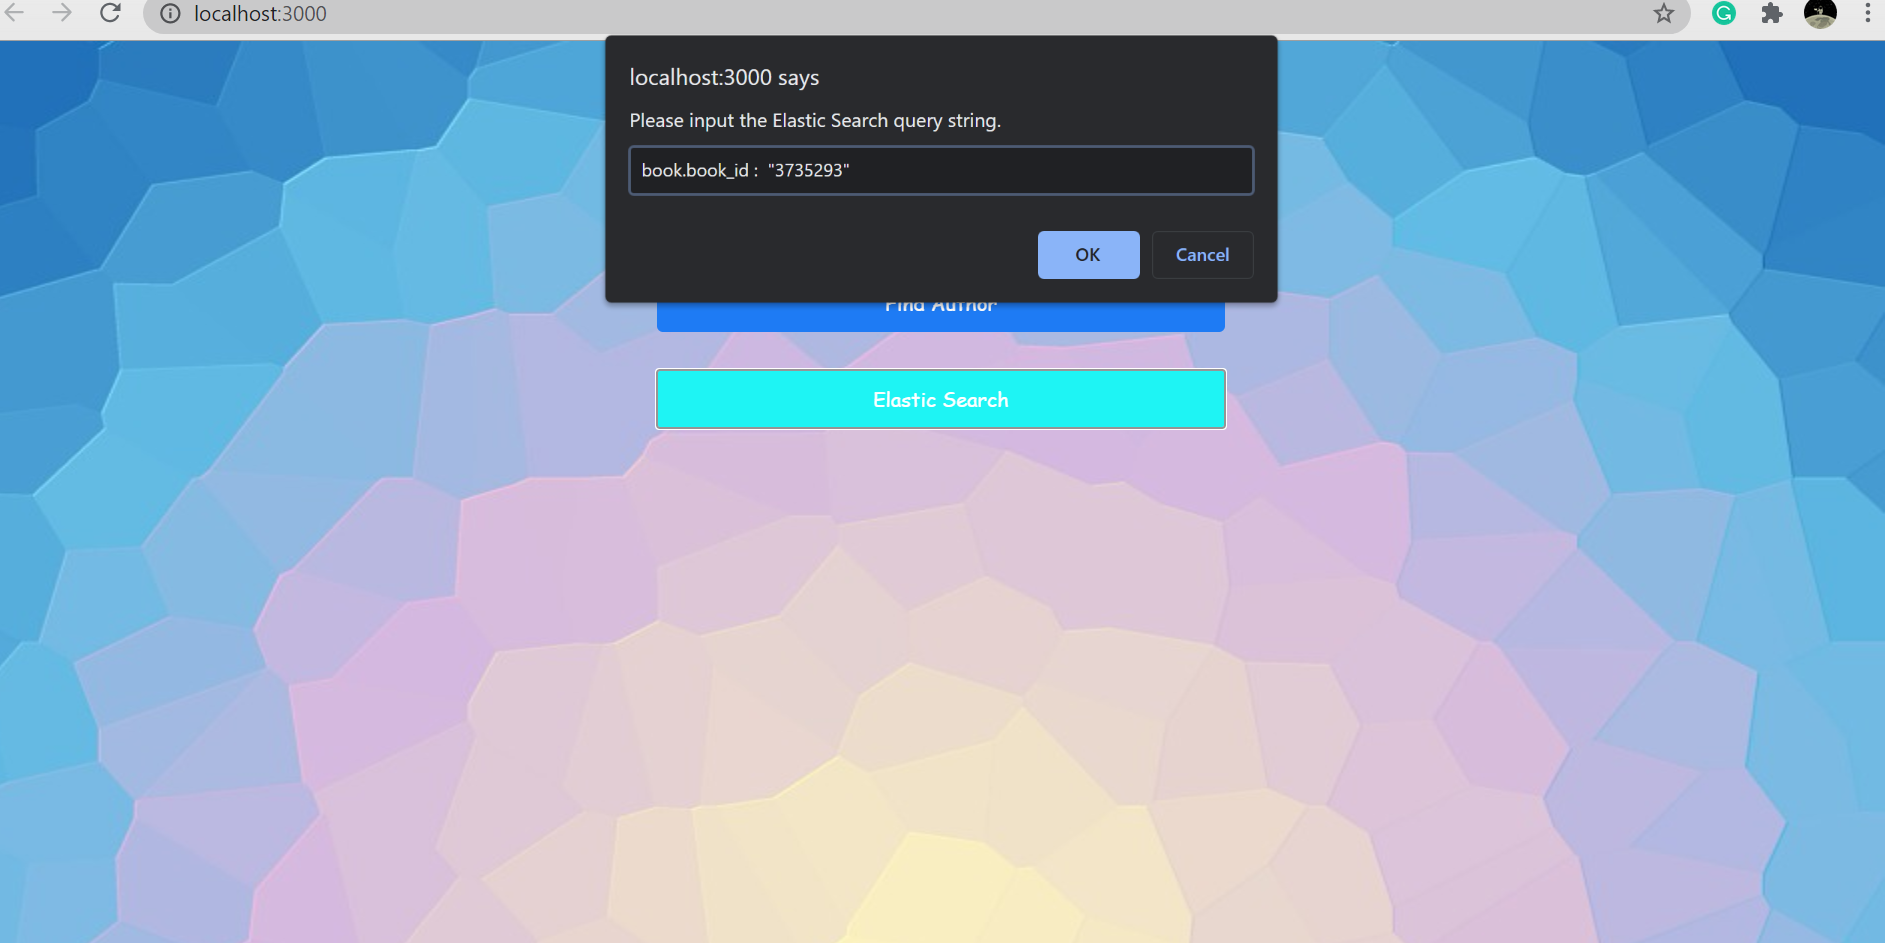 localhost:3000
localhost:3000 says
Please input the Elastic Search query string.
book.book_id :  "3735293"
OK
Cancel
Find Author
Elastic Search